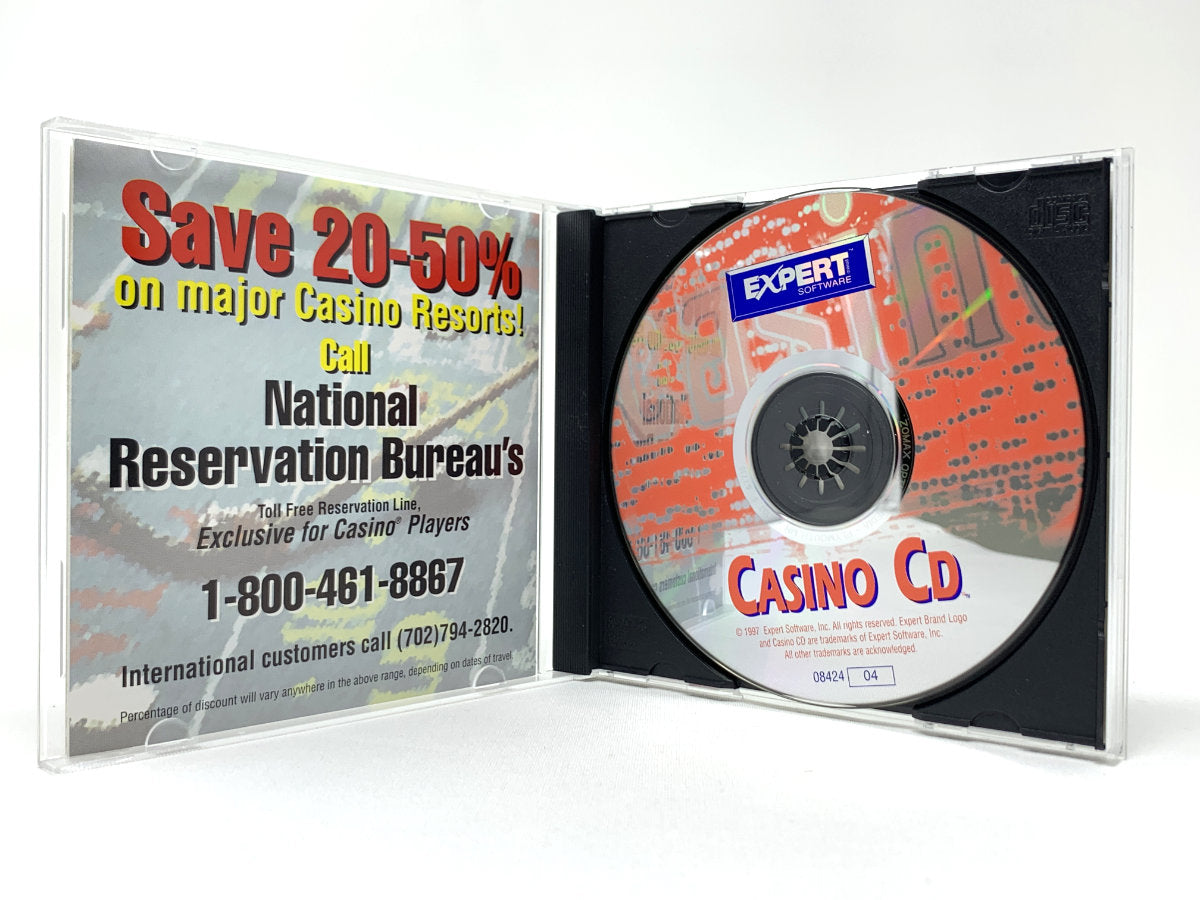 Save 20-50%
on major Casino Resorts!
Call
National
Reservation Bureau's
Toll Free Reservation Line,
Exclusive for Casino® Players
1-800-461-8867
International customers call (702)794-2820.
Percentage of discount will vary anywhere in the above range, depending on dates of travel.
EXPERT
SOFTWARE
disc
ZOMAX
CASINO CD™
© 1997 Expert Software, Inc. All rights reserved. Expert Brand Logo
and Casino CD are trademarks of Expert Software, Inc.
All other trademarks are acknowledged.
08424 04